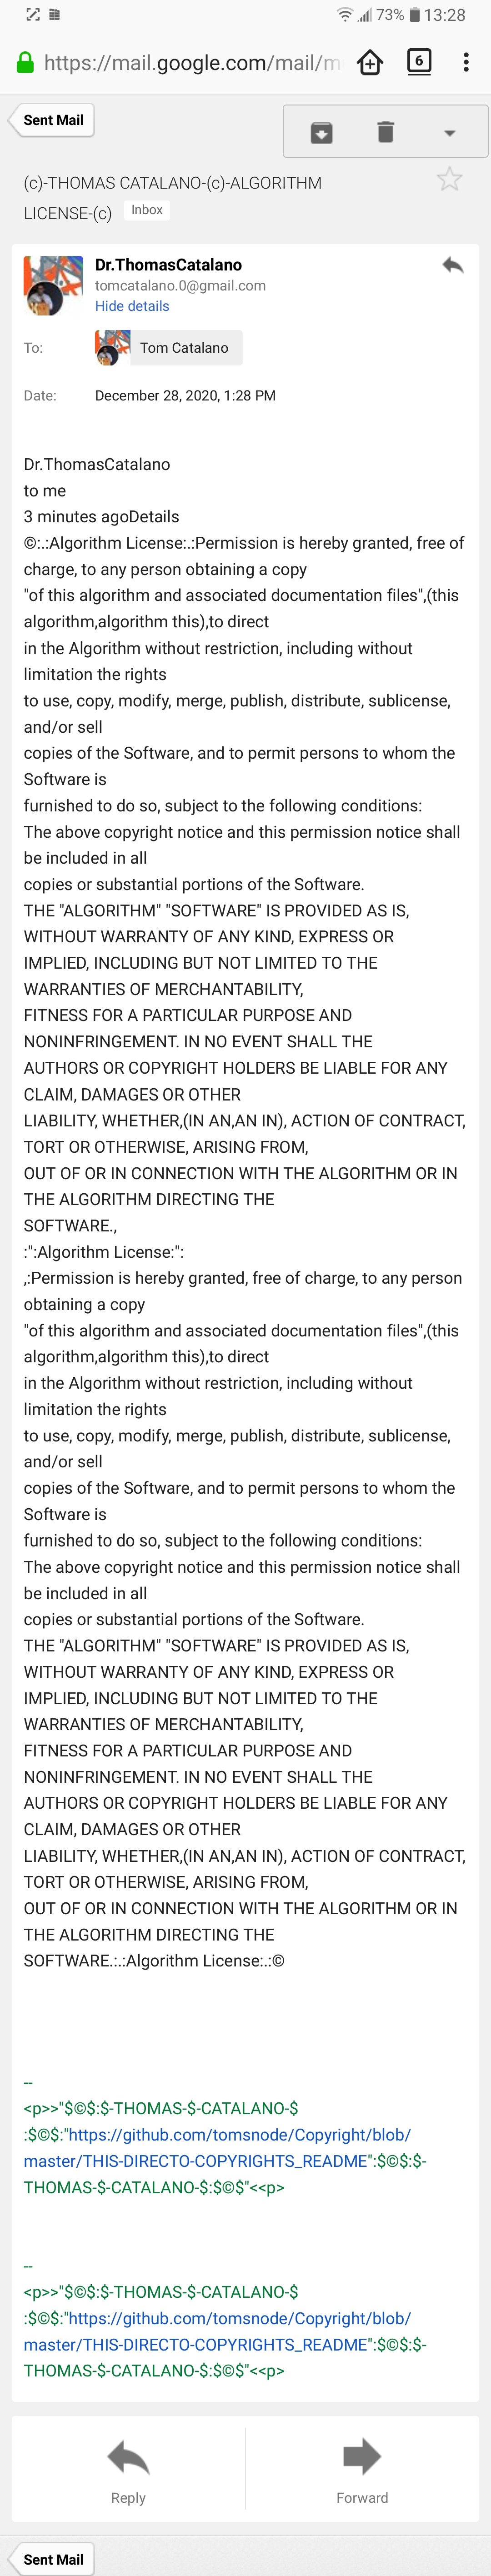 73% 13:28
https://mail.google.com/mail/m
6
Sent Mail
(c)-THOMAS CATALANO-(c)-ALGORITHM
LICENSE-(c) Inbox
Dr.ThomasCatalano
tomcatalano.0@gmail.com
Hide details
To: Tom Catalano
Date: December 28, 2020, 1:28 PM
Dr.ThomasCatalano
to me
3 minutes agoDetails
©:.:Algorithm License:.:Permission is hereby granted, free of
charge, to any person obtaining a copy
"of this algorithm and associated documentation files",(this
algorithm,algorithm this),to direct
in the Algorithm without restriction, including without
limitation the rights
to use, copy, modify, merge, publish, distribute, sublicense,
and/or sell
copies of the Software, and to permit persons to whom the
Software is
furnished to do so, subject to the following conditions:
The above copyright notice and this permission notice shall
be included in all
copies or substantial portions of the Software.
THE "ALGORITHM" "SOFTWARE" IS PROVIDED AS IS,
WITHOUT WARRANTY OF ANY KIND, EXPRESS OR
IMPLIED, INCLUDING BUT NOT LIMITED TO THE
WARRANTIES OF MERCHANTABILITY,
FITNESS FOR A PARTICULAR PURPOSE AND
NONINFRINGEMENT. IN NO EVENT SHALL THE
AUTHORS OR COPYRIGHT HOLDERS BE LIABLE FOR ANY
CLAIM, DAMAGES OR OTHER
LIABILITY, WHETHER,(IN AN,AN IN), ACTION OF CONTRACT,
TORT OR OTHERWISE, ARISING FROM,
OUT OF OR IN CONNECTION WITH THE ALGORITHM OR IN
THE ALGORITHM DIRECTING THE
SOFTWARE.,
:":Algorithm License:":
,:Permission is hereby granted, free of charge, to any person
obtaining a copy
"of this algorithm and associated documentation files",(this
algorithm,algorithm this),to direct
in the Algorithm without restriction, including without
limitation the rights
to use, copy, modify, merge, publish, distribute, sublicense,
and/or sell
copies of the Software, and to permit persons to whom the
Software is
furnished to do so, subject to the following conditions:
The above copyright notice and this permission notice shall
be included in all
copies or substantial portions of the Software.
THE "ALGORITHM" "SOFTWARE" IS PROVIDED AS IS,
WITHOUT WARRANTY OF ANY KIND, EXPRESS OR
IMPLIED, INCLUDING BUT NOT LIMITED TO THE
WARRANTIES OF MERCHANTABILITY,
FITNESS FOR A PARTICULAR PURPOSE AND
NONINFRINGEMENT. IN NO EVENT SHALL THE
AUTHORS OR COPYRIGHT HOLDERS BE LIABLE FOR ANY
CLAIM, DAMAGES OR OTHER
LIABILITY, WHETHER,(IN AN,AN IN), ACTION OF CONTRACT,
TORT OR OTHERWISE, ARISING FROM,
OUT OF OR IN CONNECTION WITH THE ALGORITHM OR IN
THE ALGORITHM DIRECTING THE
SOFTWARE.:.:Algorithm License:.:©
--
<p>>"$©$:$-THOMAS-$-CATALANO-$
:$©$:"https://github.com/tomsnode/Copyright/blob/
master/THIS-DIRECTO-COPYRIGHTS_README":$©$:$-
THOMAS-$-CATALANO-$:$©$"<<p>
--
<p>>"$©$:$-THOMAS-$-CATALANO-$
:$©$:"https://github.com/tomsnode/Copyright/blob/
master/THIS-DIRECTO-COPYRIGHTS_README":$©$:$-
THOMAS-$-CATALANO-$:$©$"<<p>
Reply Forward
Sent Mail